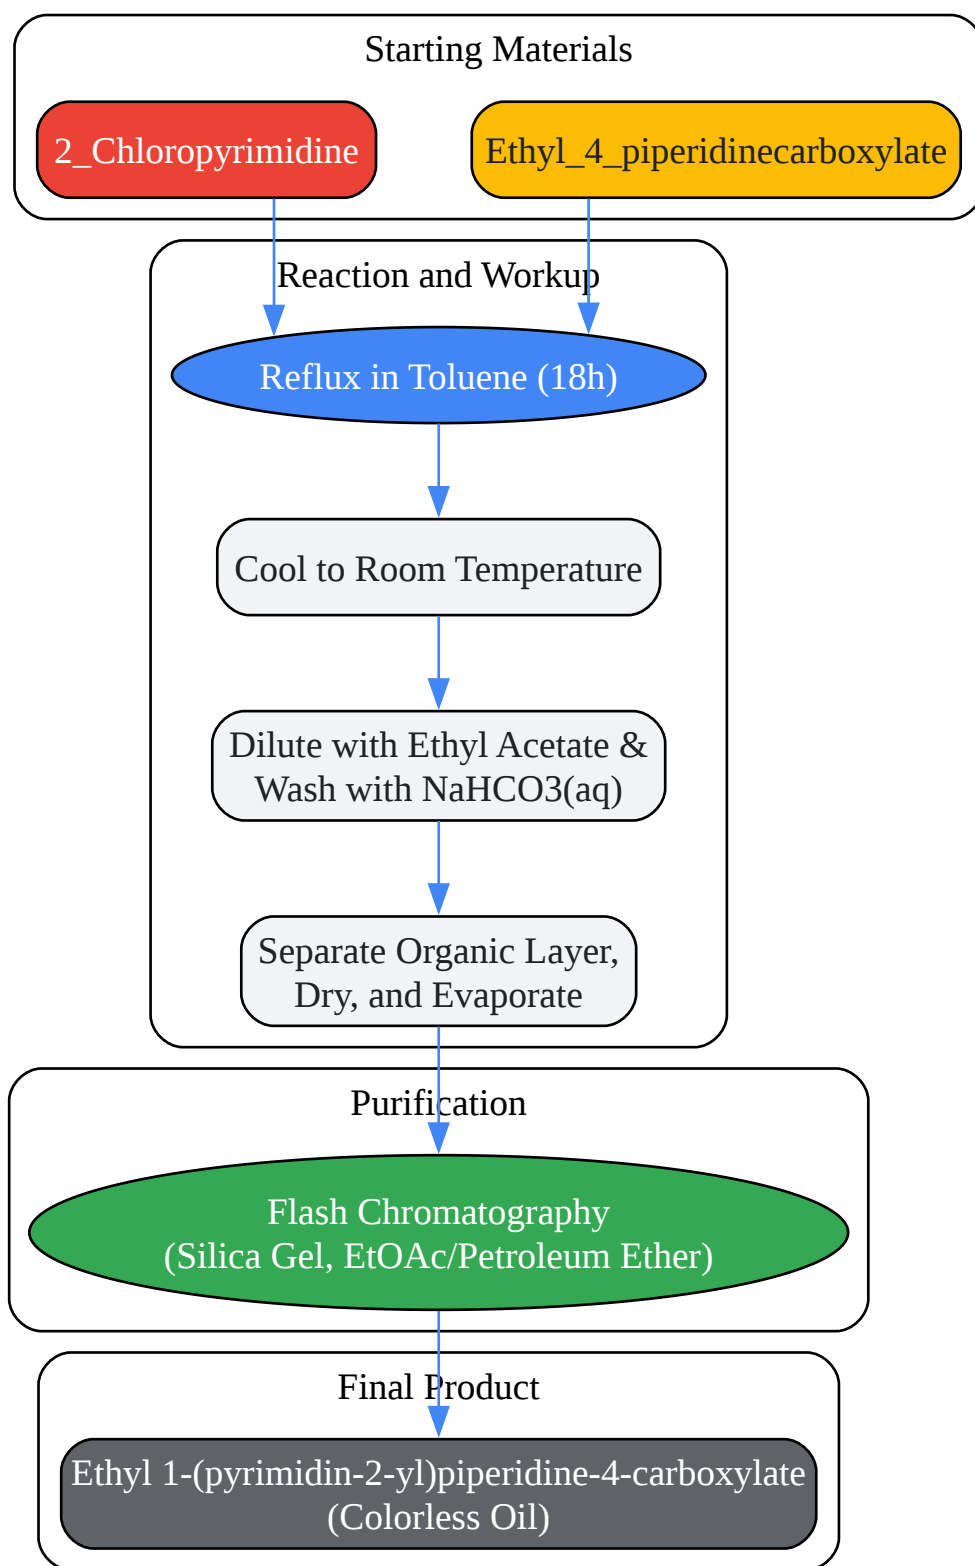 Starting Materials
2_Chloropyrimidine
Ethyl_4_piperidinecarboxylate
Reaction and Workup
Reflux in Toluene (18h)
Cool to Room Temperature
Dilute with Ethyl Acetate &
Wash with NaHCO3(aq)
Separate Organic Layer,
Dry, and Evaporate
Purification
Flash Chromatography
(Silica Gel, EtOAc/Petroleum Ether)
Final Product
Ethyl 1-(pyrimidin-2-yl)piperidine-4-carboxylate
(Colorless Oil)